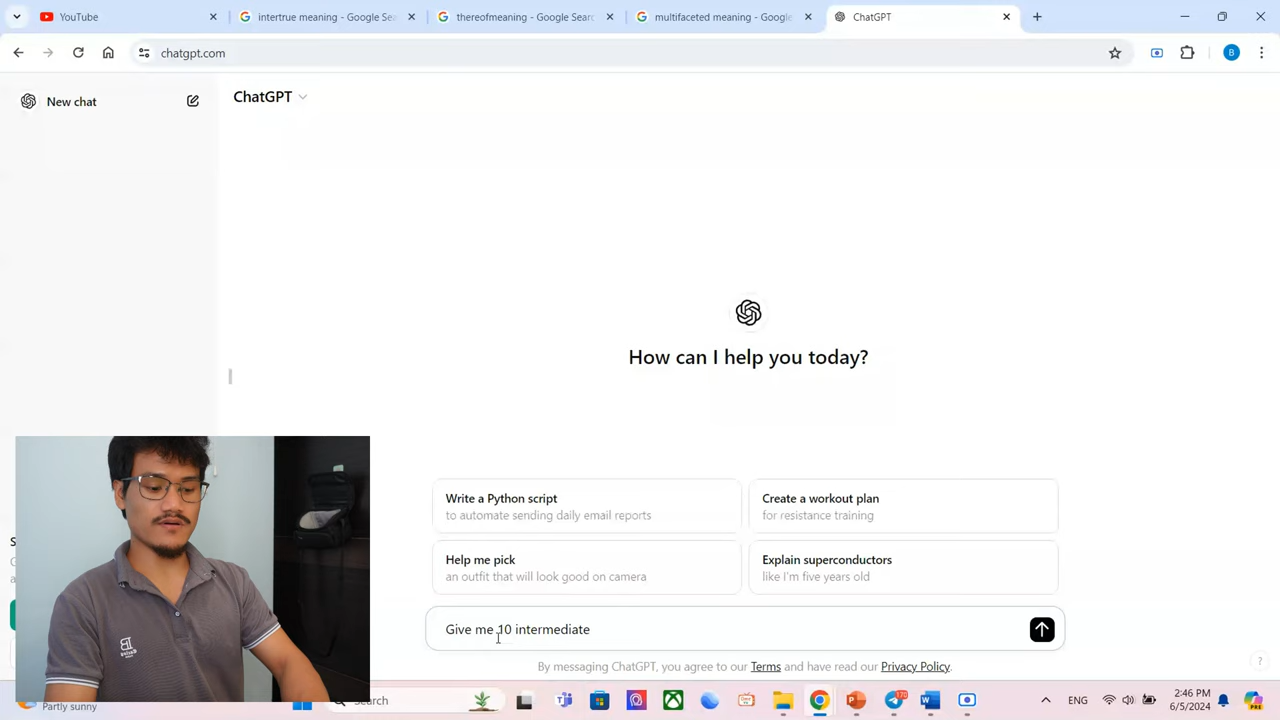 YouTube
intertrue meaning - Google Sea
thereofmeaning - Google Searc
multifaceted meaning - Google
ChatGPT
chatgpt.com
B
New chat
ChatGPT
How can I help you today?
Write a Python script
to automate sending daily email reports
Create a workout plan
for resistance training
Help me pick
an outfit that will look good on camera
Explain superconductors
like I'm five years old
Give me 10 intermediate
By messaging ChatGPT, you agree to our Terms and have read our Privacy Policy.
?
Partly sunny
Search
170
ENG
2:46 PM
6/5/2024